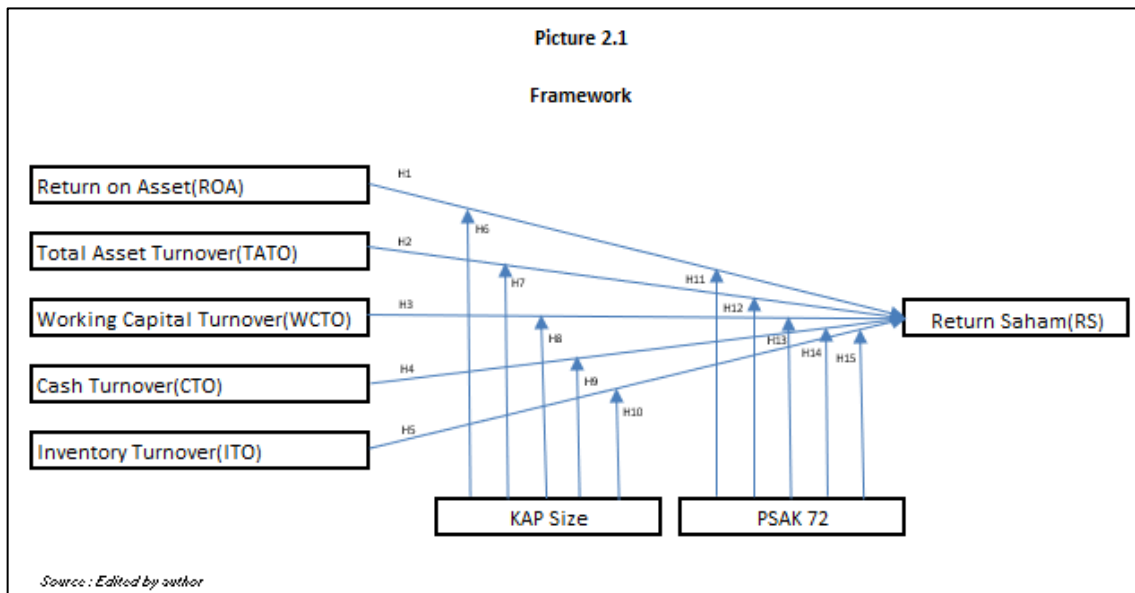 Picture 2.1
Framework
Return on Asset(ROA)
H1
H6
H11
Total Asset Turnover(TATO)
H2
H7
H12
Working Capital Turnover(WCTO)
H3
H8
H13
Return Saham(RS)
Cash Turnover(CTO)
H4
H9
H14
H15
Inventory Turnover(ITO)
H5
H10
KAP Size
PSAK 72
Source : Edited by author